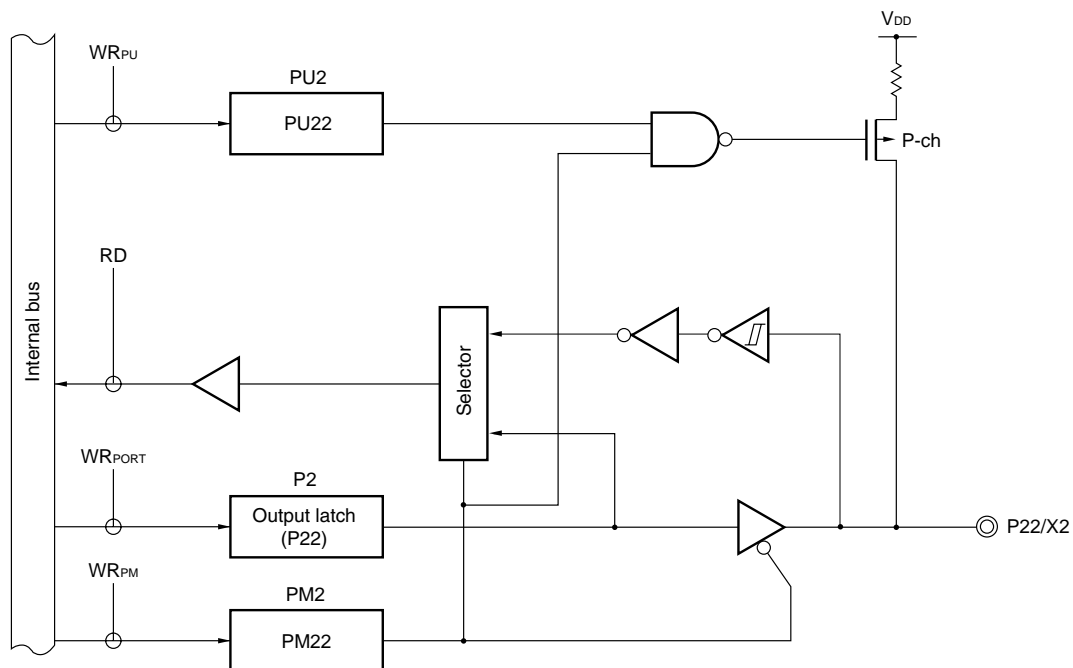 VDD
WRPU
PU2
PU22
P-ch
RD
Internal bus
Selector
WRPORT
P2
Output latch
(P22)
P22/X2
WRPM
PM2
PM22